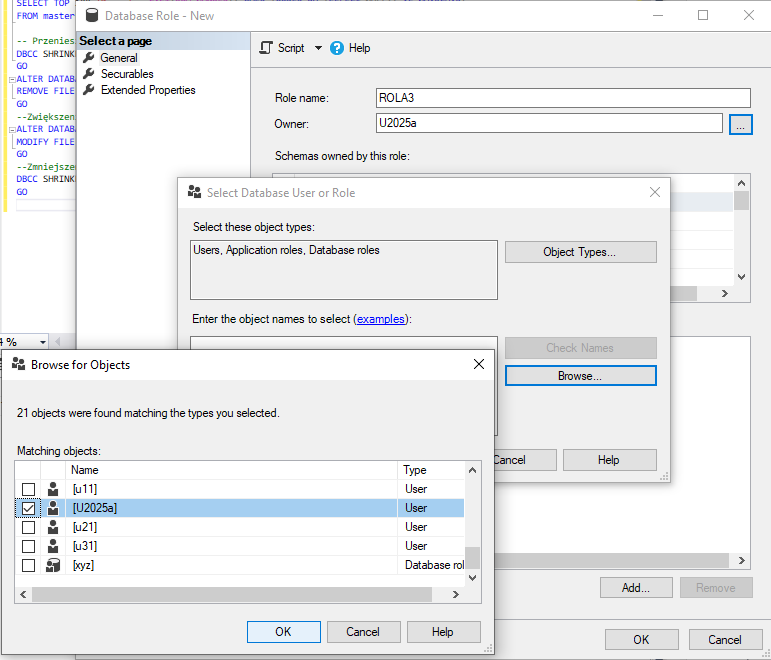 SELECT TOP
FROM master
-- Przenies
DBCC SHRINK
GO
ALTER DATAB
REMOVE FILE
GO
--Zwiększen
ALTER DATAB
MODIFY FILE
GO
--Zmniejsze
DBCC SHRINK
GO
Database Role - New
Select a page
General
Securables
Extended Properties
Script
Help
Role name:
ROLA3
Owner:
U2025a
...
Schemas owned by this role:
Select Database User or Role
Select these object types:
Users, Application roles, Database roles
Object Types...
Enter the object names to select (examples):
Check Names
Browse...
Cancel
Help
Browse for Objects
21 objects were found matching the types you selected.
Matching objects:
Name Type
[u11] User
[U2025a] User
[u21] User
[u31] User
[xyz] Database rol
OK Cancel Help
Add... Remove
OK Cancel